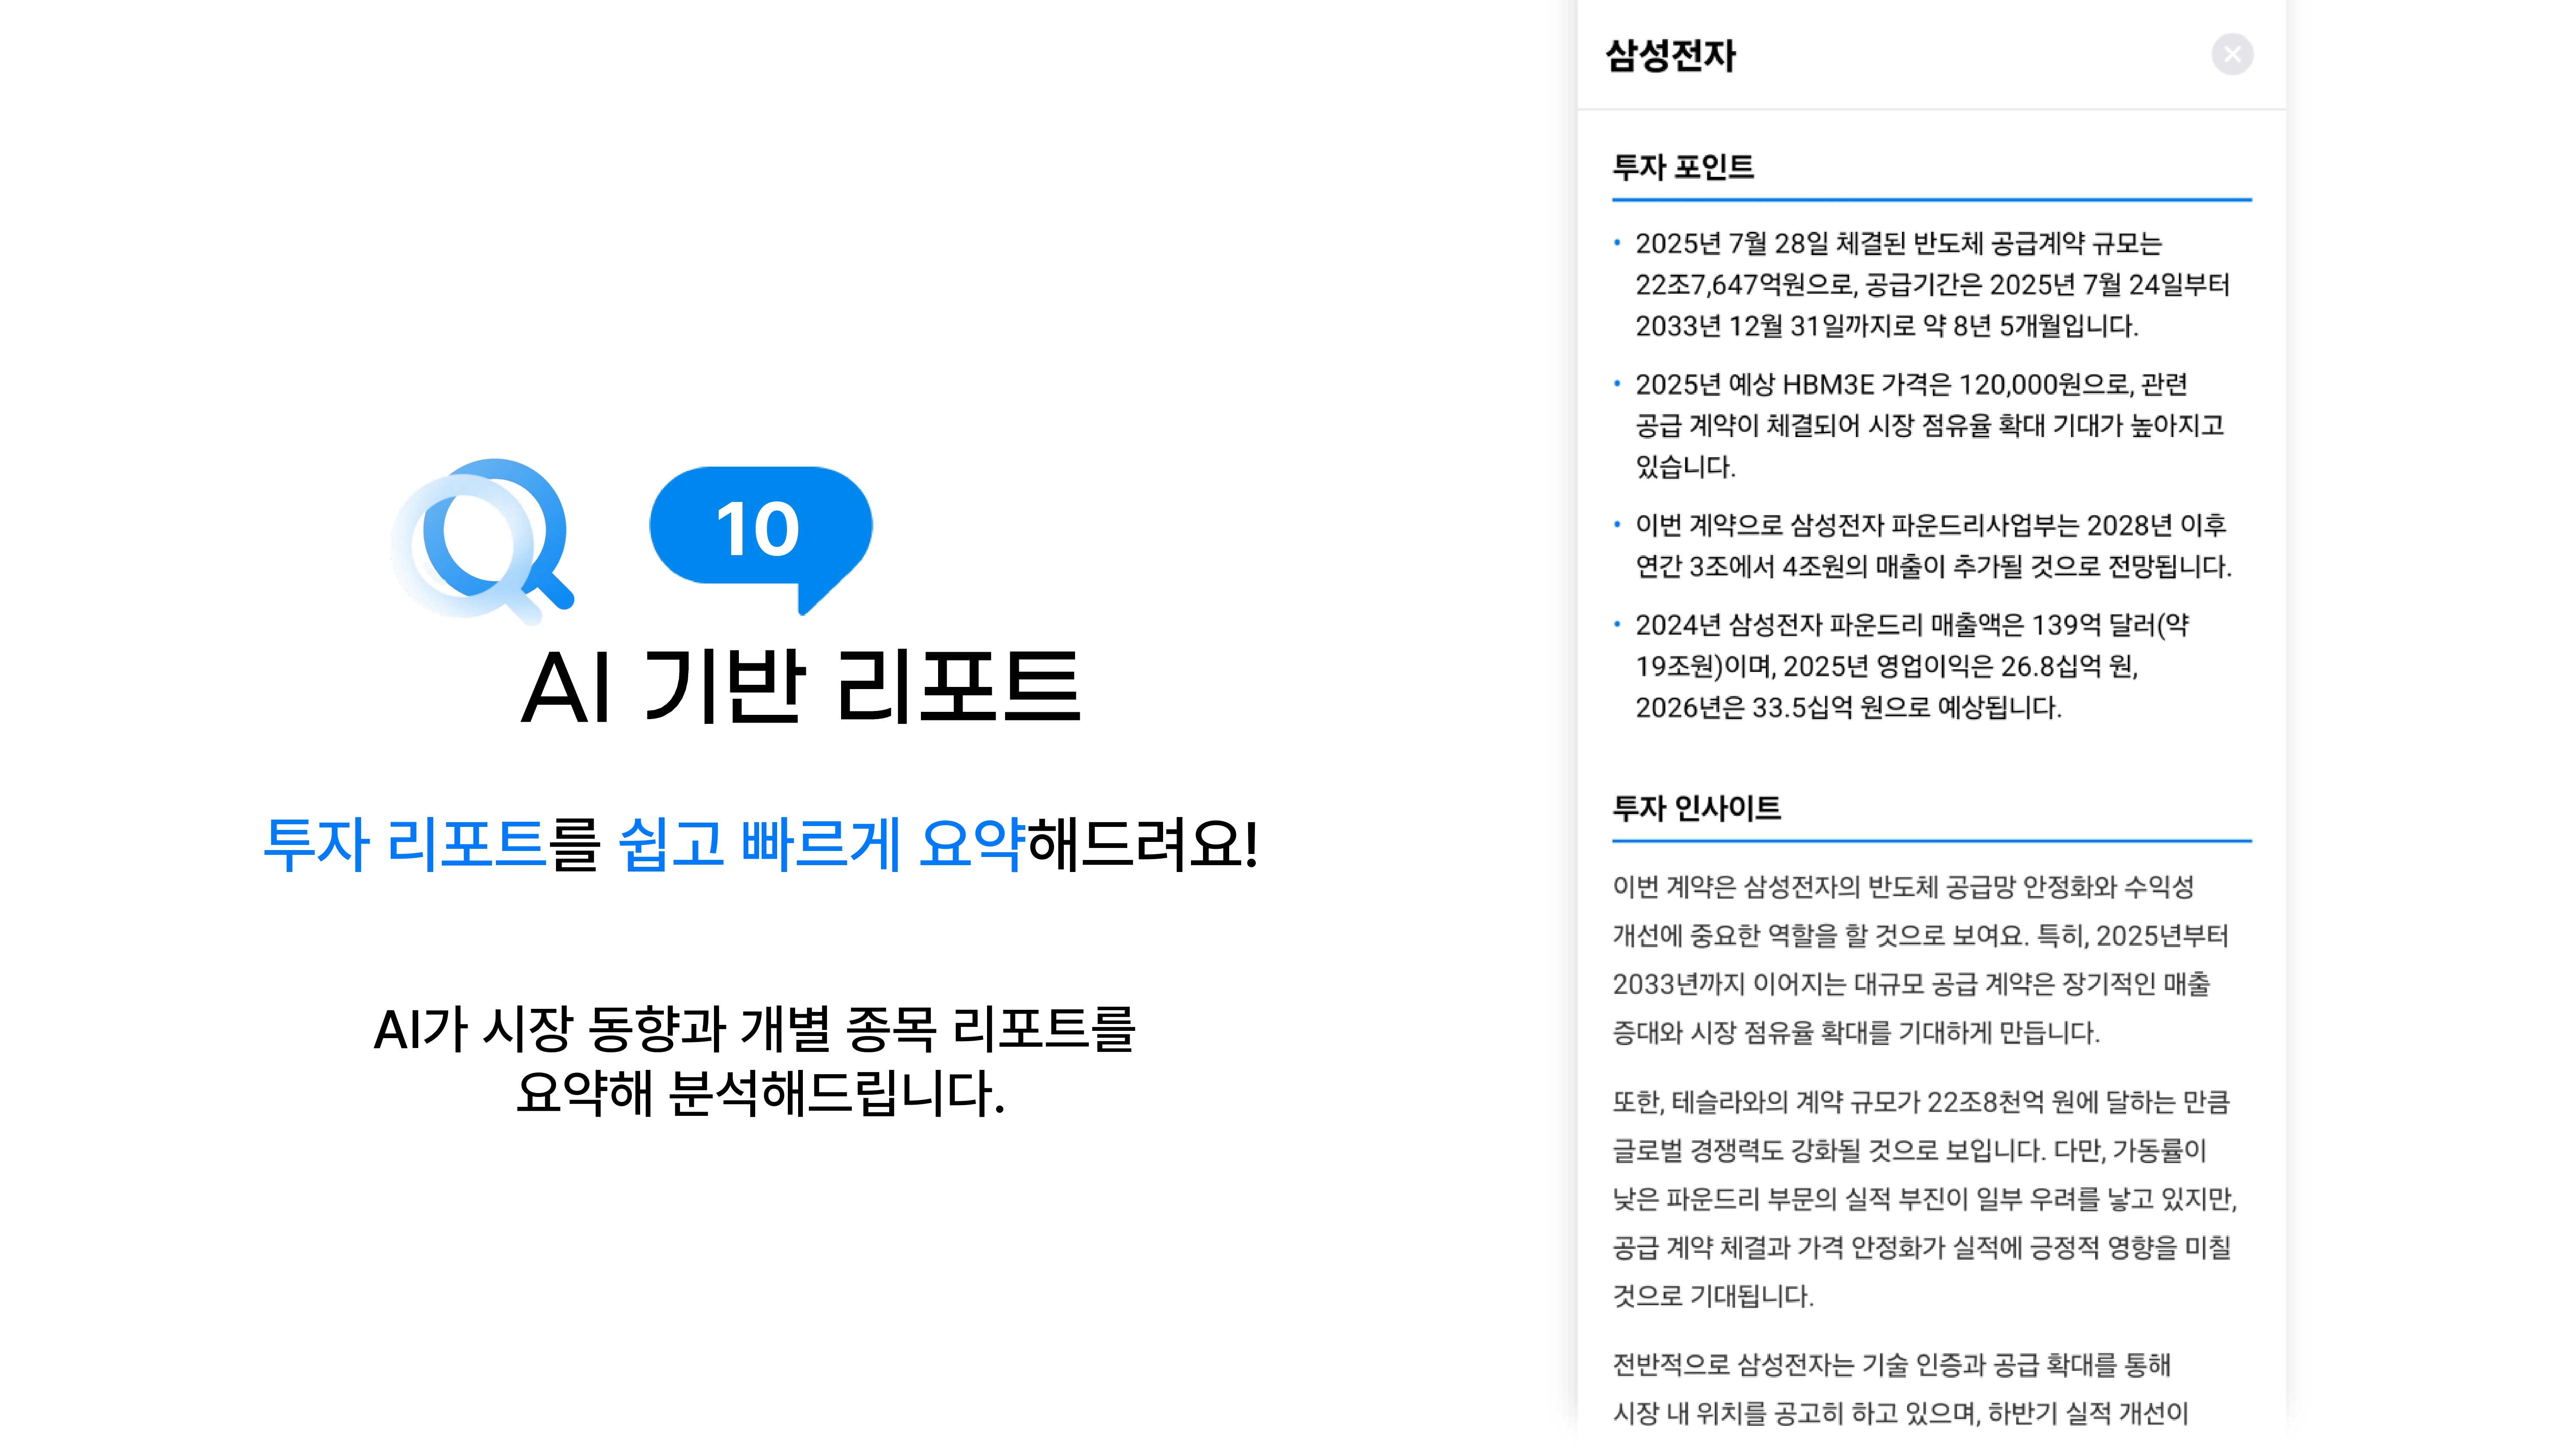 10
AI 기반 리포트
투자 리포트를 쉽고 빠르게 요약해드려요!
AI가 시장 동향과 개별 종목 리포트를
요약해 분석해드립니다.
삼성전자
투자 포인트
• 2025년 7월 28일 체결된 반도체 공급계약 규모는
22조7,647억원으로, 공급기간은 2025년 7월 24일부터
2033년 12월 31일까지로 약 8년 5개월입니다.
• 2025년 예상 HBM3E 가격은 120,000원으로, 관련
공급 계약이 체결되어 시장 점유율 확대 기대가 높아지고
있습니다.
• 이번 계약으로 삼성전자 파운드리사업부는 2028년 이후
연간 3조에서 4조원의 매출이 추가될 것으로 전망됩니다.
• 2024년 삼성전자 파운드리 매출액은 139억 달러(약
19조원)이며, 2025년 영업이익은 26.8십억 원,
2026년은 33.5십억 원으로 예상됩니다.
투자 인사이트
이번 계약은 삼성전자의 반도체 공급망 안정화와 수익성
개선에 중요한 역할을 할 것으로 보여요. 특히, 2025년부터
2033년까지 이어지는 대규모 공급 계약은 장기적인 매출
증대와 시장 점유율 확대를 기대하게 만듭니다.
또한, 테슬라와의 계약 규모가 22조8천억 원에 달하는 만큼
글로벌 경쟁력도 강화될 것으로 보입니다. 다만, 가동률이
낮은 파운드리 부문의 실적 부진이 일부 우려를 낳고 있지만,
공급 계약 체결과 가격 안정화가 실적에 긍정적 영향을 미칠
것으로 기대됩니다.
전반적으로 삼성전자는 기술 인증과 공급 확대를 통해
시장 내 위치를 공고히 하고 있으며, 하반기 실적 개선이